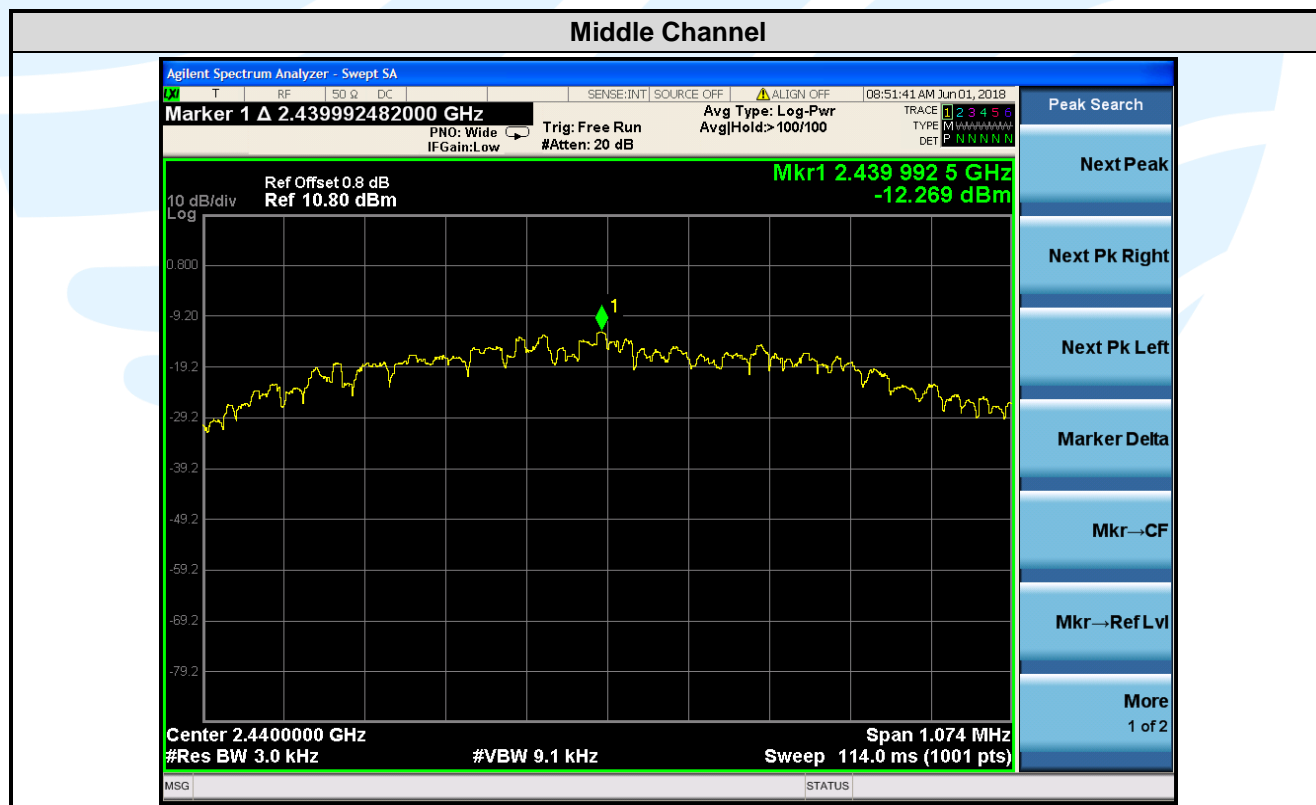 Middle Channel
Agilent Spectrum Analyzer - Swept SA
LXI T RF 50 Ω DC SENSE:INT SOURCE OFF ALIGN OFF 08:51:41 AM Jun 01, 2018
Marker 1 Δ 2.439992482000 GHz
PNO: Wide
IFGain:Low
Trig: Free Run
#Atten: 20 dB
Avg Type: Log-Pwr
Avg|Hold:>100/100
TRACE 1 2 3 4 5 6
TYPE M WWWWW
DET P N N N N N
Peak Search
Mkr1 2.439 992 5 GHz
-12.269 dBm
Ref Offset 0.8 dB
10 dB/div Ref 10.80 dBm
Log
0.800
-9.20
-19.2
-29.2
-39.2
-49.2
-59.2
-69.2
-79.2
1
Center 2.4400000 GHz Span 1.074 MHz
#Res BW 3.0 kHz #VBW 9.1 kHz Sweep 114.0 ms (1001 pts)
Next Peak
Next Pk Right
Next Pk Left
Marker Delta
Mkr→CF
Mkr→Ref Lvl
More
1 of 2
MSG STATUS